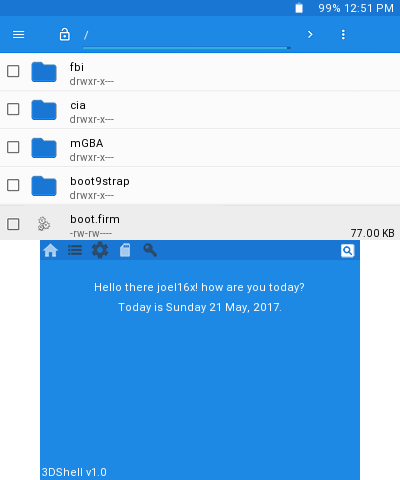 99% 12:51 PM
/
fbi
drwxr-x---
cia
drwxr-x---
mGBA
drwxr-x---
boot9strap
drwxr-x---
boot.firm
-rw-rw----
77.00 KB
Hello there joel16x! how are you today?
Today is Sunday 21 May, 2017.
3DShell v1.0